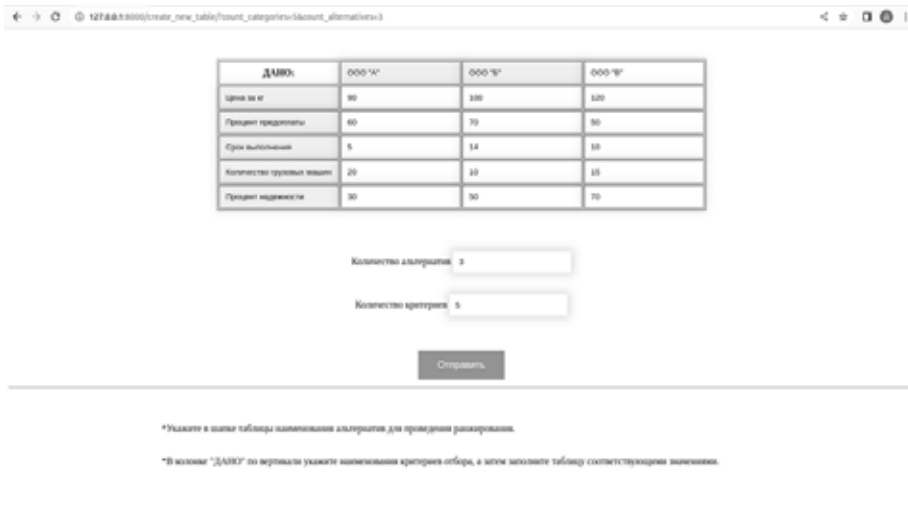 127.0.0.1:8000/create_new_table/?count_categories=5&count_alternatives=3
ДАНО: ООО "А" ООО "Б" ООО "В"
Цена за кг 90 100 120
Процент предоплаты 60 70 50
Срок выполнения 5 14 10
Количество грузовых машин 20 10 15
Процент надежности 30 50 70
Количество альтернатив 3
Количество критериев 5
Отправить
*Укажите в шапке таблицы наименования альтернатив для проведения ранжирования.
*В колонке "ДАНО" по вертикали укажите наименования критериев отбора, а затем заполните таблицу соответствующими значениями.